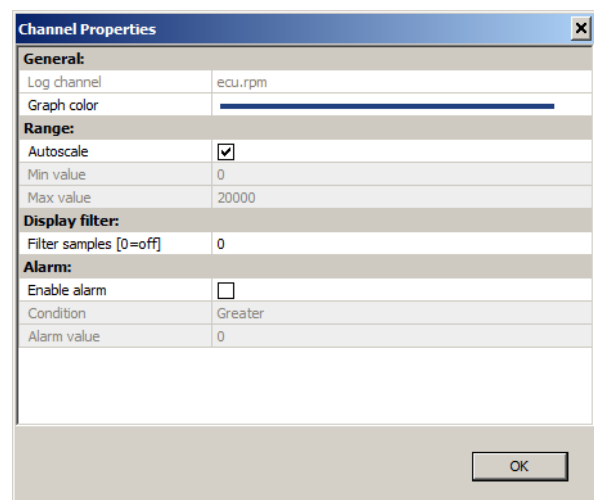 Channel Properties
General:
Log channel ecu.rpm
Graph color
Range:
Autoscale
Min value 0
Max value 20000
Display filter:
Filter samples [0=off] 0
Alarm:
Enable alarm
Condition Greater
Alarm value 0
OK